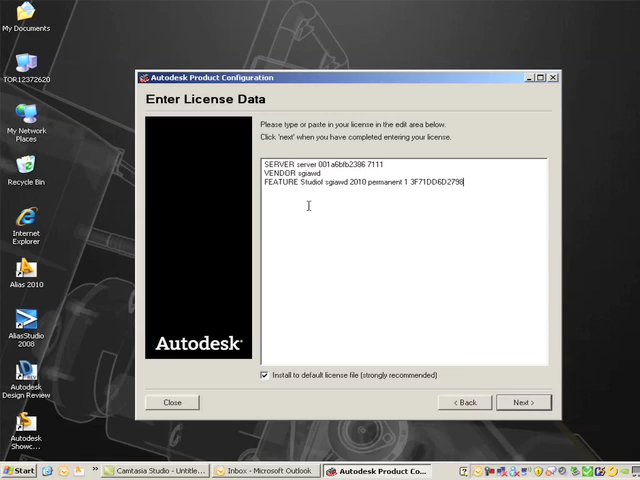 My Documents
TOR12372620
My Network
Places
Recycle Bin
Internet
Explorer
Alias 2010
AliasStudio
2008
Autodesk
Design Review
Autodesk
Showc...
Autodesk Product Configuration
Enter License Data
Please type or paste in your license in the edit area below.
Click 'next' when you have completed entering your license.
SERVER server 001a6bfb2386 7111
VENDOR sgiawd
FEATURE Studiof sgiawd 2010 permanent 1 3F71DD6D2798
Autodesk
Install to default license file (strongly recommended)
Close
< Back
Next >
Start
Camtasia Studio - Untitle...
Inbox - Microsoft Outlook
Autodesk Product Co...